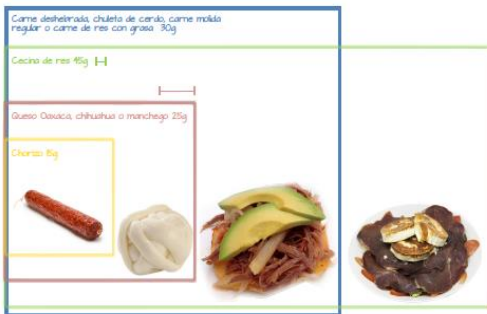 Carne deshebrada, chuleta de cerdo, carne molida
regular o carne de res con grasa 30g
Cecina de res 45g
Queso Oaxaca, chihuahua o manchego 25g
Chorizo 15g